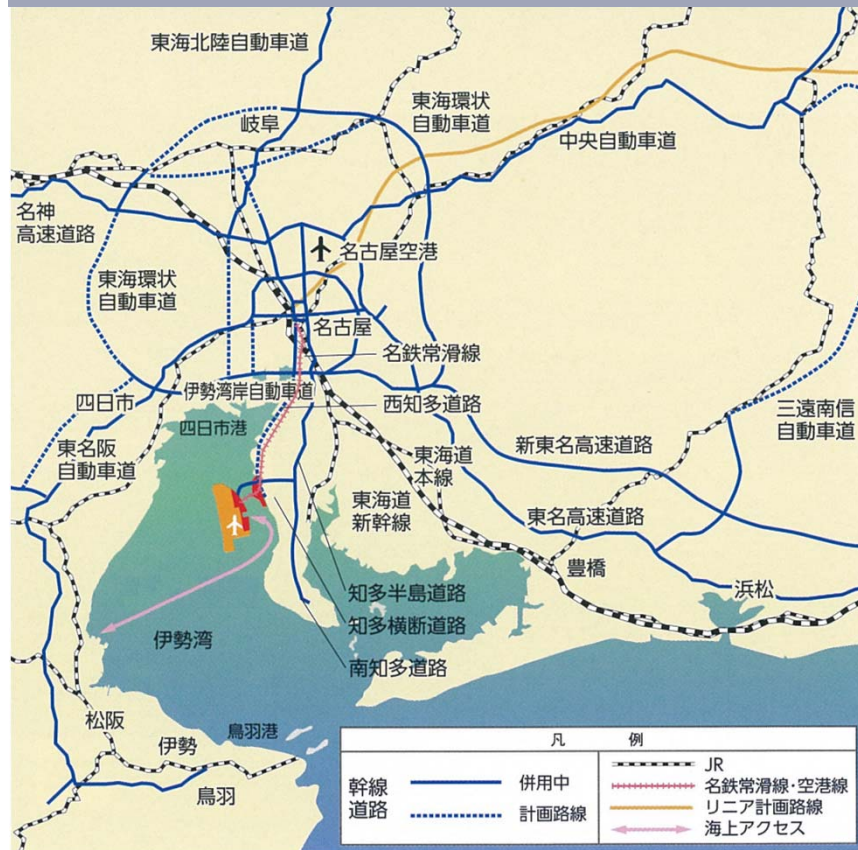 東海北陸自動車道
岐阜
東海環状
自動車道
中央自動車道
名神
高速道路
名古屋空港
東海環状
自動車道
名古屋
名鉄常滑線
伊勢湾岸自動車道
四日市
西知多道路
三遠南信
自動車道
四日市港
東名阪
自動車道
東海道
本線
新東名高速道路
東海道
新幹線
東名高速道路
豊橋
浜松
知多半島道路
知多横断道路
伊勢湾
南知多道路
松阪
鳥羽港
伊勢
鳥羽
凡 例
幹線
道路
併用中
計画路線
JR
名鉄常滑線・空港線
リニア計画路線
海上アクセス